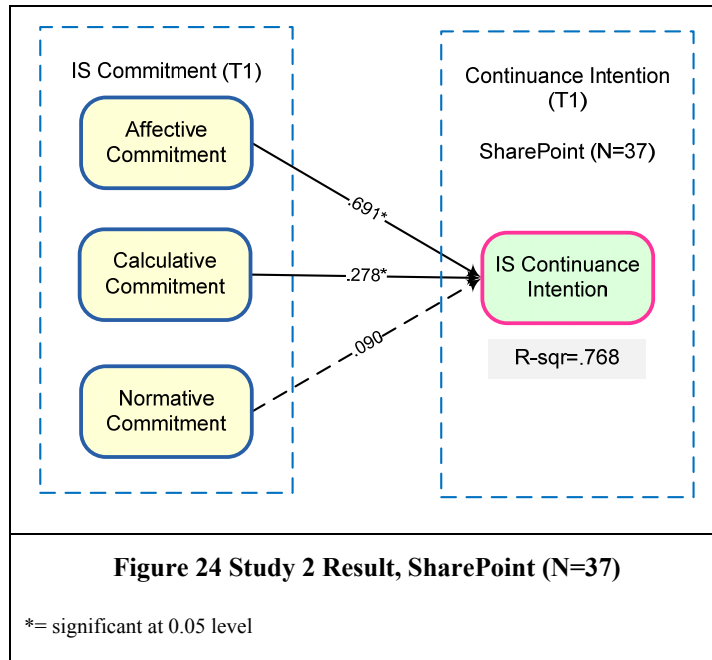 IS Commitment (T1)
Affective
Commitment
Calculative
Commitment
Normative
Commitment
.691*
.278*
.090
Continuance Intention
(T1)
SharePoint (N=37)
IS Continuance
Intention
R-sqr=.768
Figure 24 Study 2 Result, SharePoint (N=37)
*= significant at 0.05 level